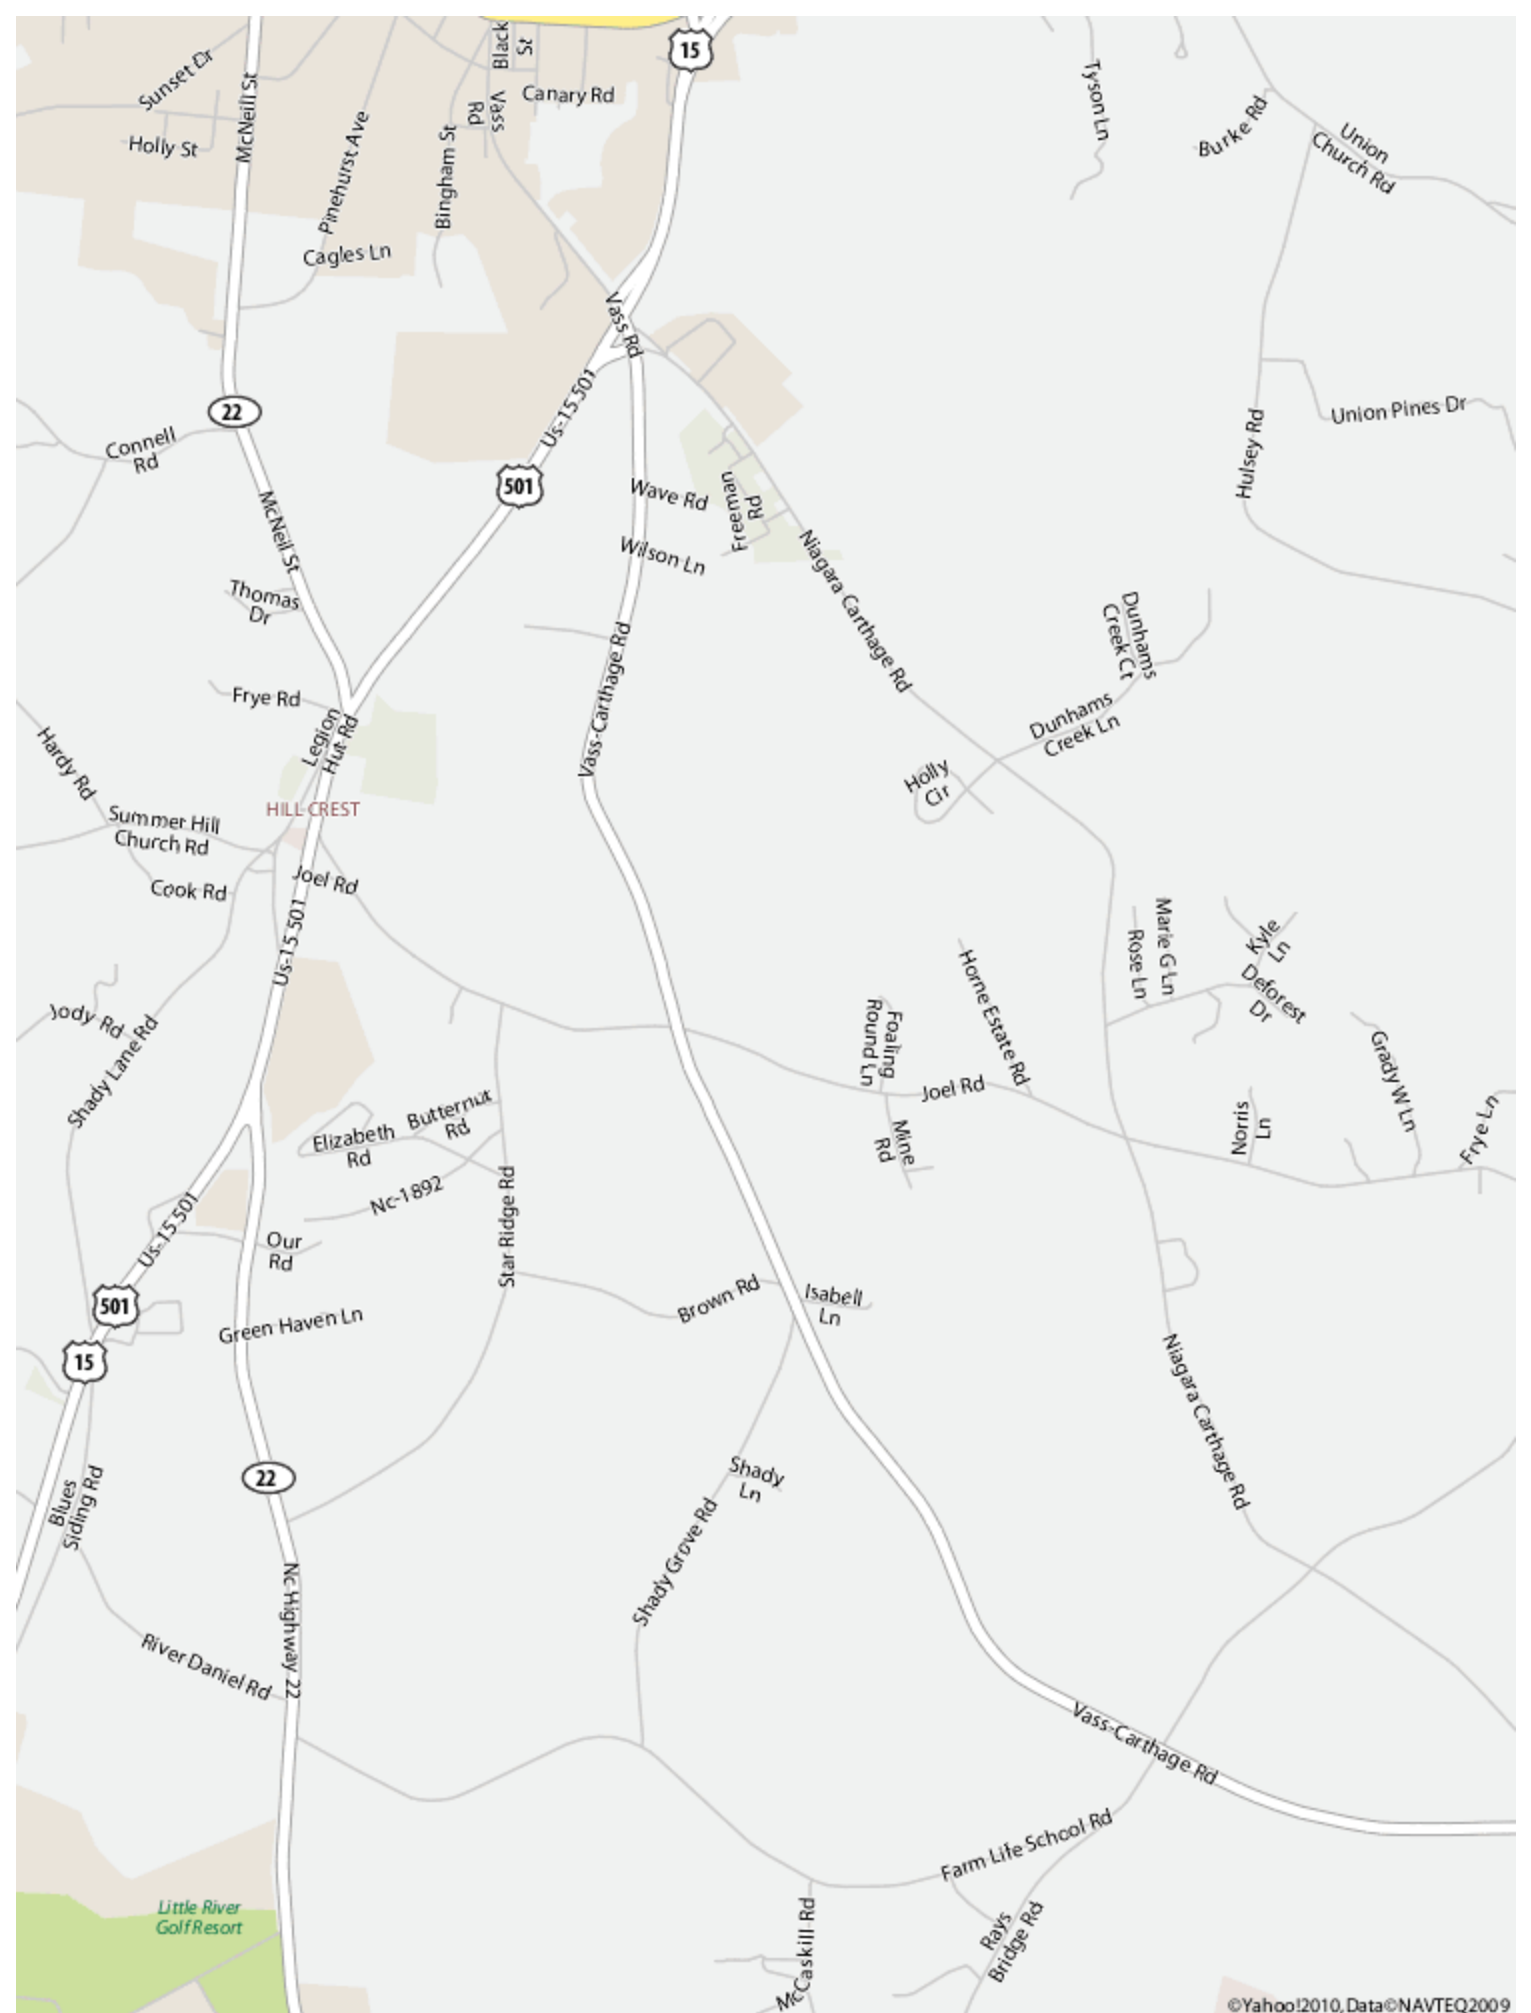 15
Black
St
Sunset Dr
McNeill St
Canary Rd
Vass
Rd
Tyson Ln
Burke Rd
Union
Church Rd
Holly St
Pinehurst Ave
Bingham St
Cagles Ln
Vass Rd
22
Us-15 501
Union Pines Dr
Connell
Rd
Hulsey Rd
501
Wave Rd
Freeman
Rd
McNeil St
Wilson Ln
Niagara Carthage Rd
Thomas
Dr
Dunhams
Creek Ct
Vass-Carthage Rd
Frye Rd
Legion
Hut Rd
Dunhams
Creek Ln
Hardy Rd
Holly
Cir
HILLCREST
Summer Hill
Church Rd
Cook Rd
Joel Rd
Us-15 501
Marie G Ln
Rose Ln
Kyle
Ln
Deforest
Dr
Horne Estate Rd
Jody Rd
Shady Lane Rd
Foaling
Round Ln
Grady W Ln
Joel Rd
Butternut
Rd
Elizabeth
Rd
Mine
Rd
Norris
Ln
Frye Ln
Nc-1892
Star Ridge Rd
Us-15 501
Our
Rd
501
Brown Rd
Isabell
Ln
Green Haven Ln
15
Niagara Carthage Rd
22
Shady
Ln
Blues
Siding Rd
Shady Grove Rd
Nc Highway 22
River Daniel Rd
Vass-Carthage Rd
Farm Life School Rd
Little River
Golf Resort
McCaskill Rd
Rays
Bridge Rd
©Yahoo!2010, Data©NAVTEQ2009